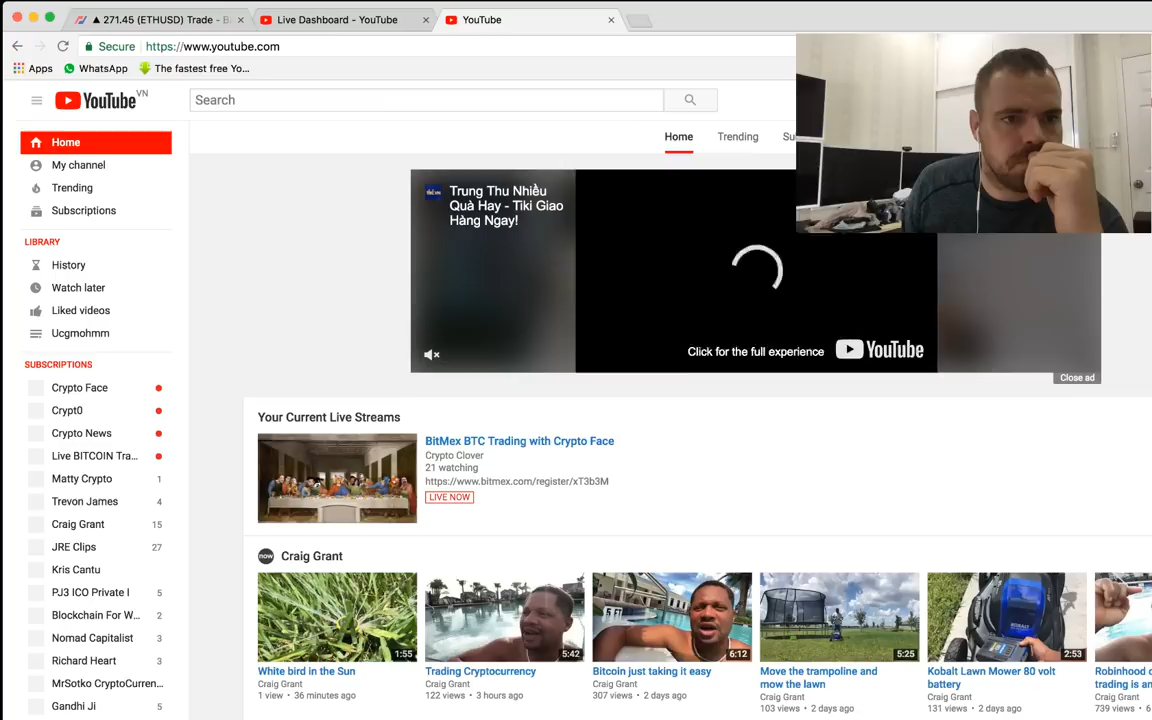 ▲ 271.45 (ETHUSD) Trade - B
Live Dashboard - YouTube
YouTube
Secure
https://www.youtube.com
Apps
WhatsApp
The fastest free Yo...
YouTube VN
Search
Home
Trending
Su
Home
My channel
Trending
Subscriptions
LIBRARY
History
Watch later
Liked videos
Ucgmohmm
SUBSCRIPTIONS
Crypto Face
Crypt0
Crypto News
Live BITCOIN Tra...
Matty Crypto 1
Trevon James 4
Craig Grant 15
JRE Clips 27
Kris Cantu
PJ3 ICO Private I 5
Blockchain For W... 2
Nomad Capitalist 3
Richard Heart 3
MrSotko CryptoCurren...
Gandhi Ji 5
Trung Thu Nhiều
Quà Hay - Tiki Giao
Hàng Ngay!
Click for the full experience
YouTube
Close ad
Your Current Live Streams
BitMex BTC Trading with Crypto Face
Crypto Clover
21 watching
https://www.bitmex.com/register/xT3b3M
LIVE NOW
now
Craig Grant
1:55
White bird in the Sun
Craig Grant
1 view • 36 minutes ago
5:42
Trading Cryptocurrency
Craig Grant
122 views • 3 hours ago
5 FT
6:12
Bitcoin just taking it easy
Craig Grant
307 views • 2 days ago
5:25
Move the trampoline and
mow the lawn
Craig Grant
103 views • 2 days ago
KOBALT
2:53
Kobalt Lawn Mower 80 volt
battery
Craig Grant
131 views • 2 days ago
Robinhood
trading is an
Craig Grant
739 views • 6